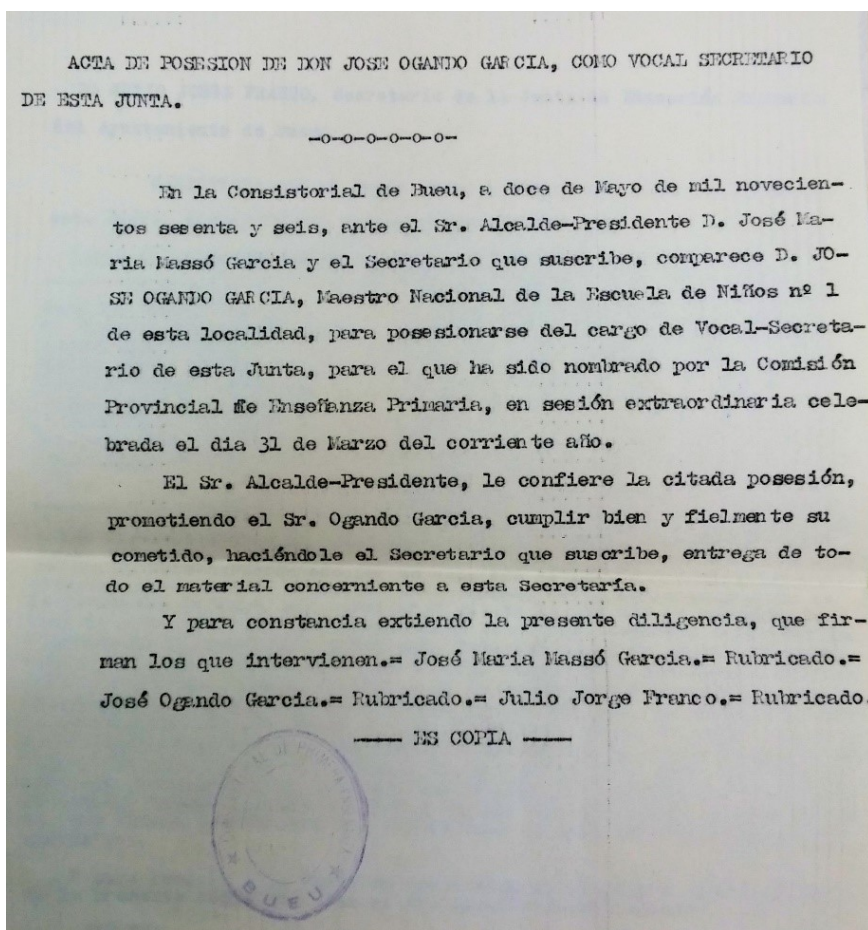 ACTA DE POSESION DE DON JOSE OGANDO GARCIA, COMO VOCAL SECRETARIO
DE ESTA JUNTA.
-o-o-o-o-o-o-
En la Consistorial de Bueu, a doce de Mayo de mil novecien-
tos sesenta y seis, ante el Sr. Alcalde-Presidente D. José Ma-
ria Massó Garcia y el Secretario que suscribe, comparece D. JO-
SE OGANDO GARCIA, Maestro Nacional de la Escuela de Niños nº 1
de esta localidad, para posesionarse del cargo de Vocal-Secreta-
rio de esta Junta, para el que ha sido nombrado por la Comisión
Provincial de Enseñanza Primaria, en sesión extraordinaria cele-
brada el dia 31 de Marzo del corriente año.
El Sr. Alcalde-Presidente, le confiere la citada posesión,
prometiendo el Sr. Ogando Garcia, cumplir bien y fielmente su
cometido, haciéndole el Secretario que suscribe, entrega de to-
do el material concerniente a esta Secretaría.
Y para constancia extiendo la presente diligencia, que fir-
man los que intervienen.= José Maria Massó Garcia.= Rubricado.=
José Ogando Garcia.= Rubricado.= Julio Jorge Franco.= Rubricado.
—— ES COPIA ——
BUEU